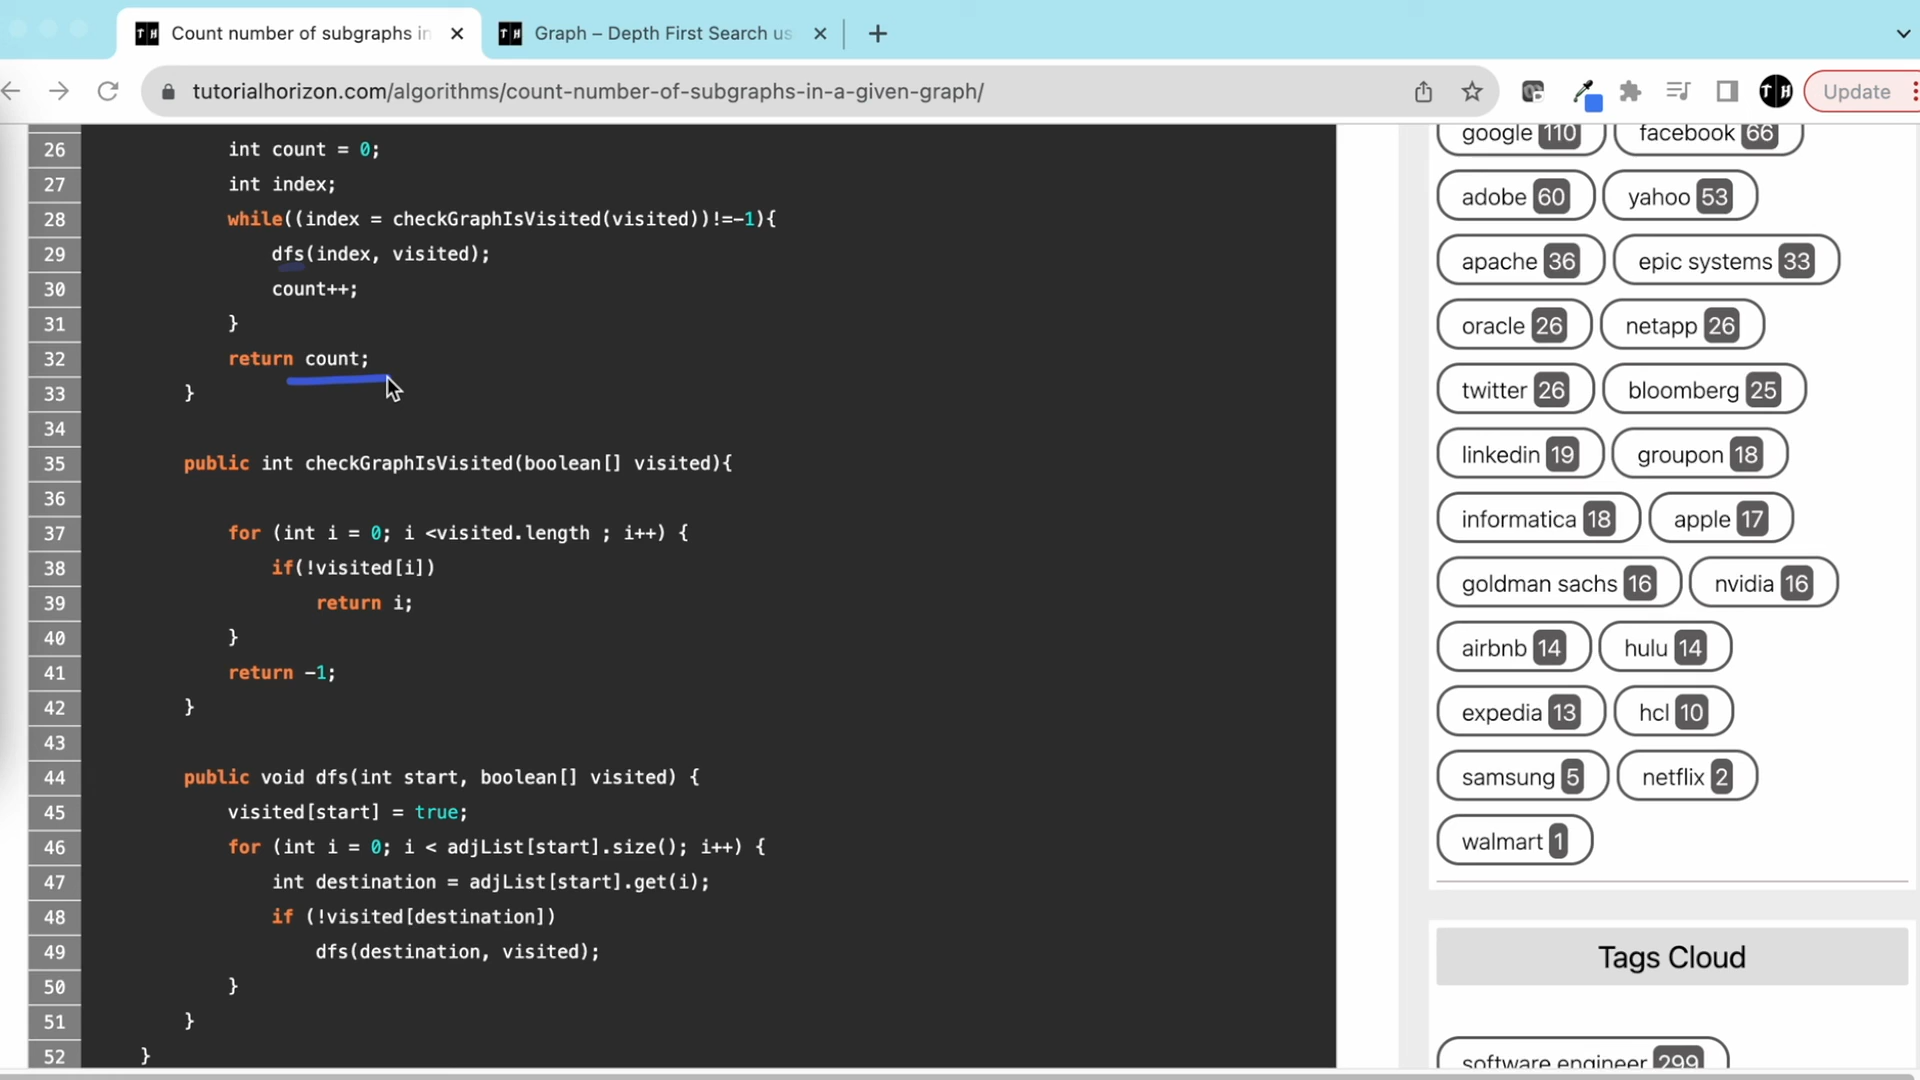 TH Count number of subgraphs in
TH Graph – Depth First Search us
tutorialhorizon.com/algorithms/count-number-of-subgraphs-in-a-given-graph/
TH
Update
26 int count = 0;
27 int index;
28 while((index = checkGraphIsVisited(visited))!=-1){
29 dfs(index, visited);
30 count++;
31 }
32 return count;
33 }
34
35 public int checkGraphIsVisited(boolean[] visited){
36
37 for (int i = 0; i <visited.length ; i++) {
38 if(!visited[i])
39 return i;
40 }
41 return -1;
42 }
43
44 public void dfs(int start, boolean[] visited) {
45 visited[start] = true;
46 for (int i = 0; i < adjList[start].size(); i++) {
47 int destination = adjList[start].get(i);
48 if (!visited[destination])
49 dfs(destination, visited);
50 }
51 }
52 }
google 110 facebook 66
adobe 60 yahoo 53
apache 36 epic systems 33
oracle 26 netapp 26
twitter 26 bloomberg 25
linkedin 19 groupon 18
informatica 18 apple 17
goldman sachs 16 nvidia 16
airbnb 14 hulu 14
expedia 13 hcl 10
samsung 5 netflix 2
walmart 1
Tags Cloud
software engineer 299